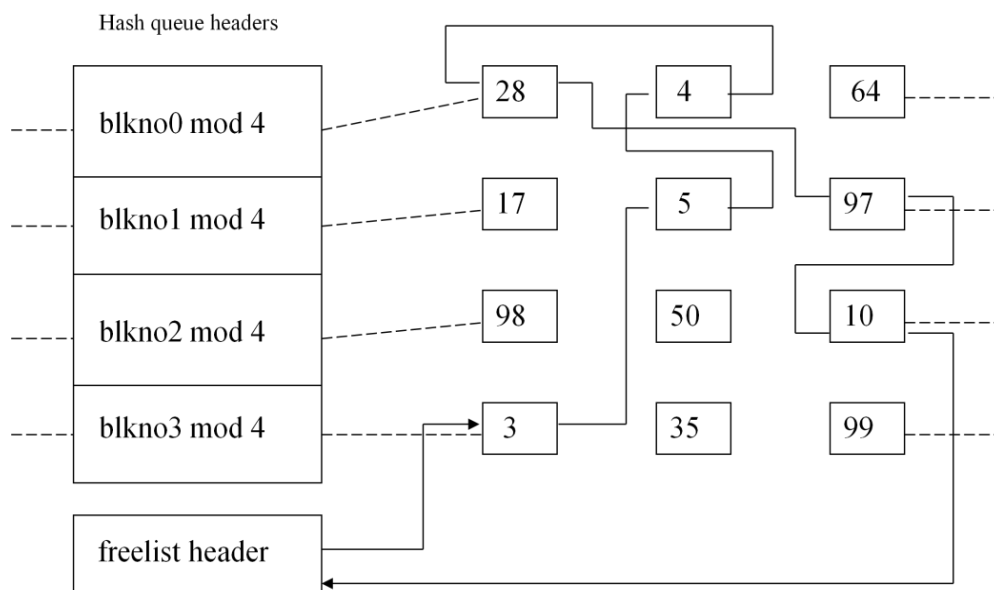 Hash queue headers
blkno0 mod 4
28
4
64
blkno1 mod 4
17
5
97
blkno2 mod 4
98
50
10
blkno3 mod 4
3
35
99
freelist header